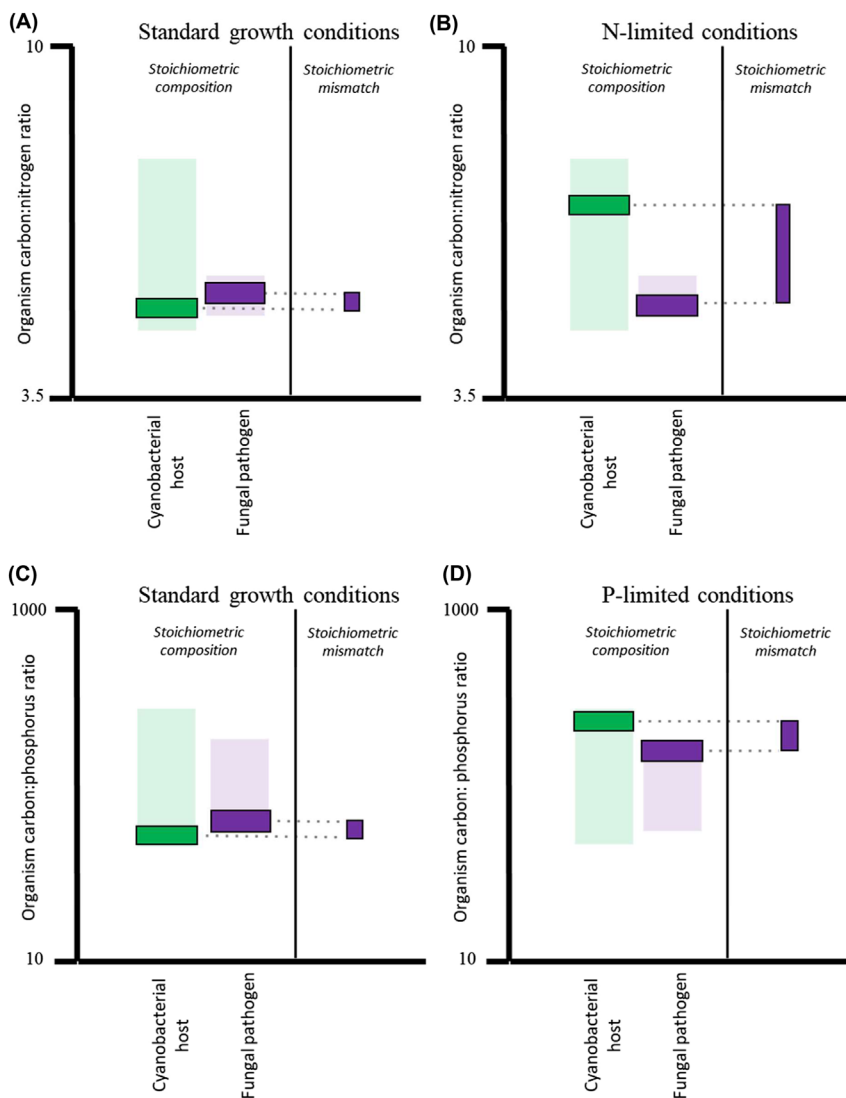 (A)
Standard growth conditions
10
Stoichiometric
composition
Stoichiometric
mismatch
Organism carbon:nitrogen ratio
3.5
Cyanobacterial
host
Fungal pathogen
(B)
N-limited conditions
10
Stoichiometric
composition
Stoichiometric
mismatch
Organism carbon:nitrogen ratio
3.5
Cyanobacterial
host
Fungal pathogen
(C)
Standard growth conditions
1000
Stoichiometric
composition
Stoichiometric
mismatch
Organism carbon:phosphorus ratio
10
Cyanobacterial
host
Fungal pathogen
(D)
P-limited conditions
1000
Stoichiometric
composition
Stoichiometric
mismatch
Organism carbon: phosphorus ratio
10
Cyanobacterial
host
Fungal pathogen